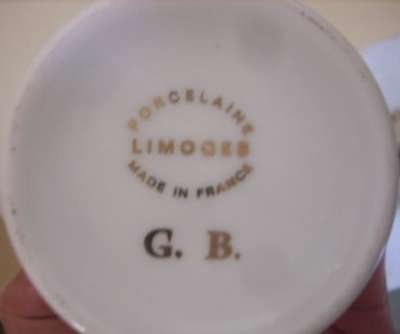 PORCELAINE
LIMOGES
MADE IN FRANCE
G. B.